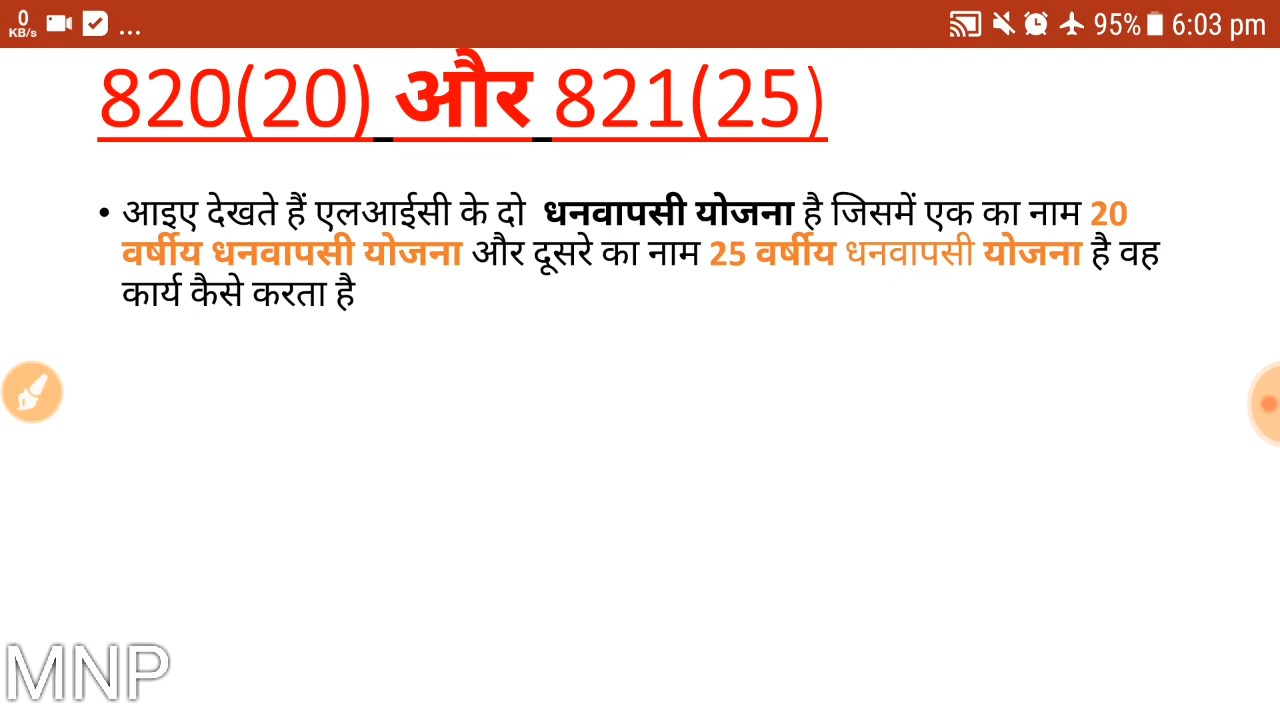 0
KB/s
...
95%
6:03 pm
820(20) और 821(25)
• आइए देखते हैं एलआईसी के दो धनवापसी योजना है जिसमें एक का नाम 20
वर्षीय धनवापसी योजना और दूसरे का नाम 25 वर्षीय धनवापसी योजना है वह
कार्य कैसे करता है
MNP